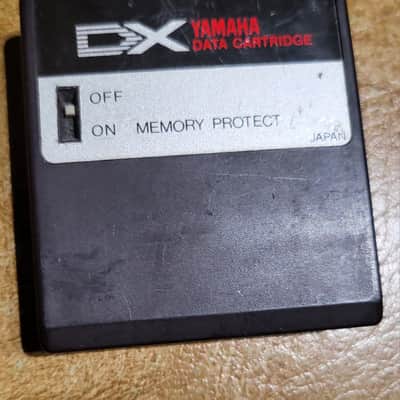 DX YAMAHA
DATA CARTRIDGE
OFF
ON MEMORY PROTECT
JAPAN